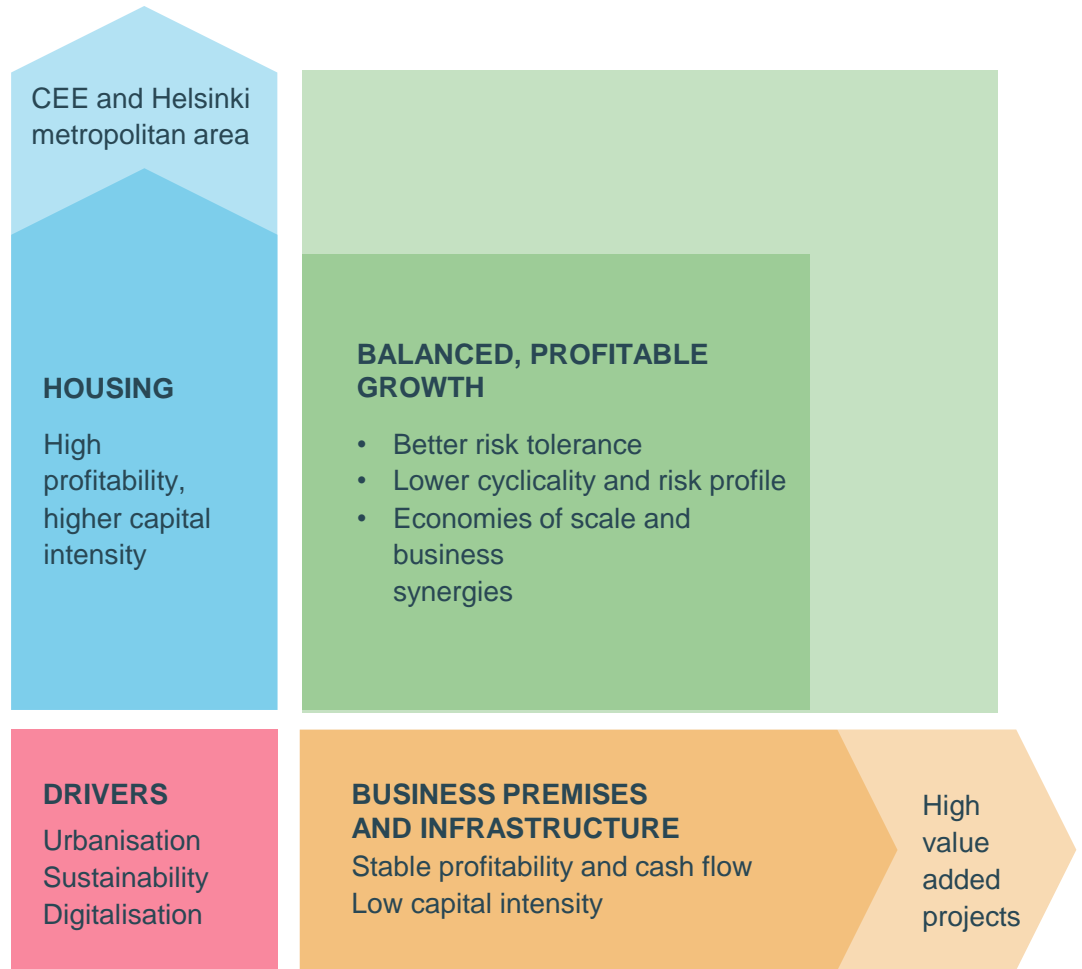 CEE and Helsinki
metropolitan area
HOUSING
High
profitability,
higher capital
intensity
BALANCED, PROFITABLE
GROWTH
• Better risk tolerance
• Lower cyclicality and risk profile
• Economies of scale and
business
synergies
DRIVERS
Urbanisation
Sustainability
Digitalisation
BUSINESS PREMISES
AND INFRASTRUCTURE
Stable profitability and cash flow
Low capital intensity
High
value
added
projects